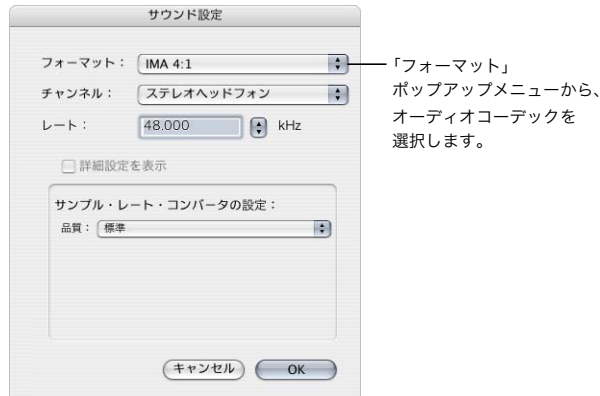 サウンド設定
フォーマット： IMA 4:1
チャンネル： ステレオヘッドフォン
レート： 48.000 kHz
詳細設定を表示
サンプル・レート・コンバータの設定：
品質： 標準
キャンセル OK
「フォーマット」
ポップアップメニューから、
オーディオコーデックを
選択します。